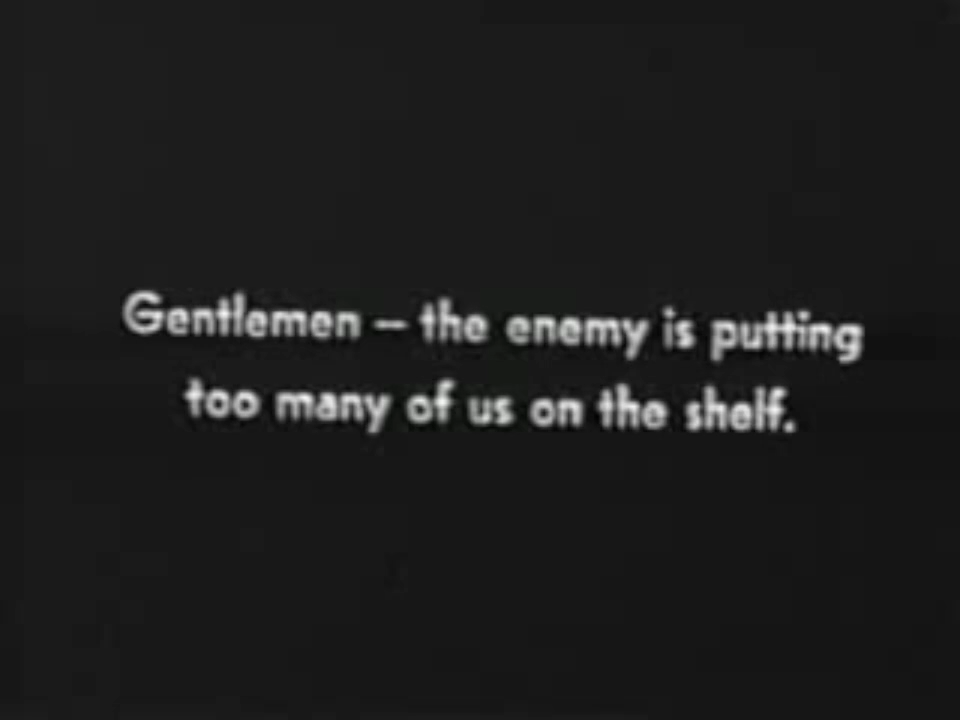 Gentlemen – the enemy is putting
too many of us on the shelf.